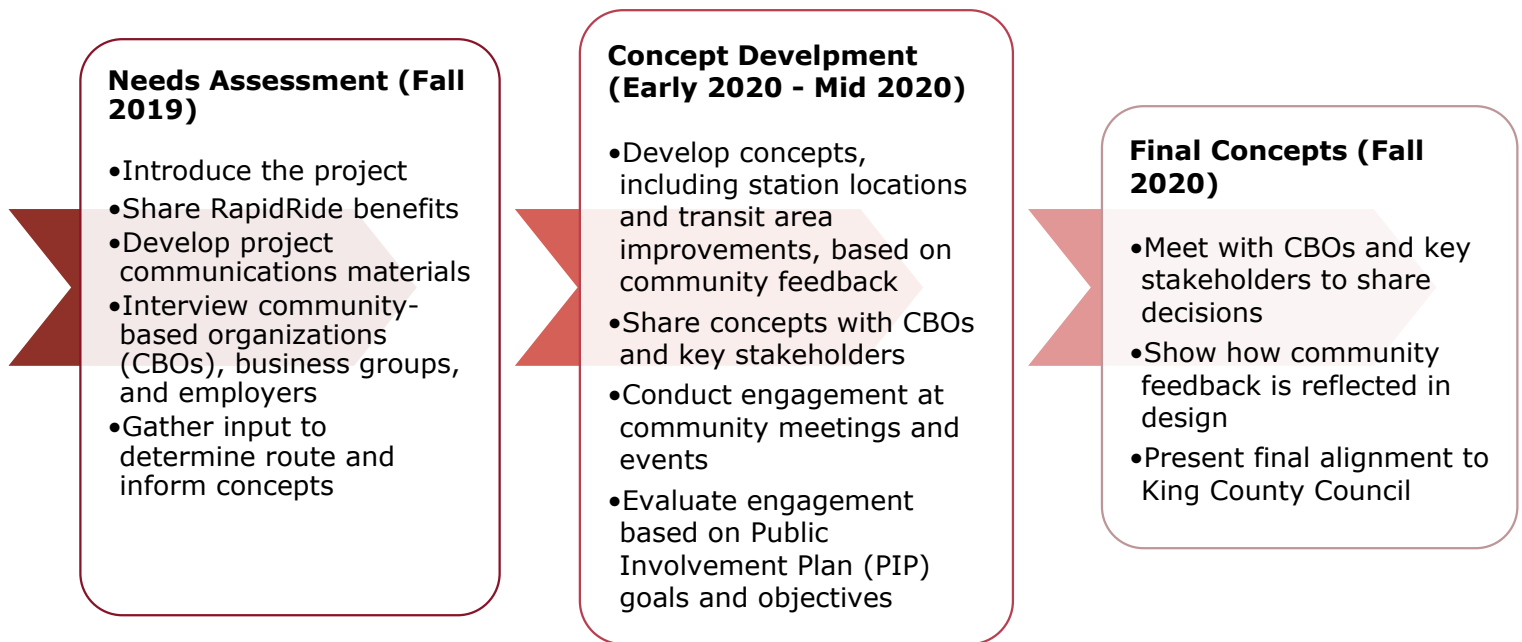 Needs Assessment (Fall
2019)
•Introduce the project
•Share RapidRide benefits
•Develop project
communications materials
•Interview community-
based organizations
(CBOs), business groups,
and employers
•Gather input to
determine route and
inform concepts
Concept Develpment
(Early 2020 - Mid 2020)
•Develop concepts,
including station locations
and transit area
improvements, based on
community feedback
•Share concepts with CBOs
and key stakeholders
•Conduct engagement at
community meetings and
events
•Evaluate engagement
based on Public
Involvement Plan (PIP)
goals and objectives
Final Concepts (Fall
2020)
•Meet with CBOs and key
stakeholders to share
decisions
•Show how community
feedback is reflected in
design
•Present final alignment to
King County Council